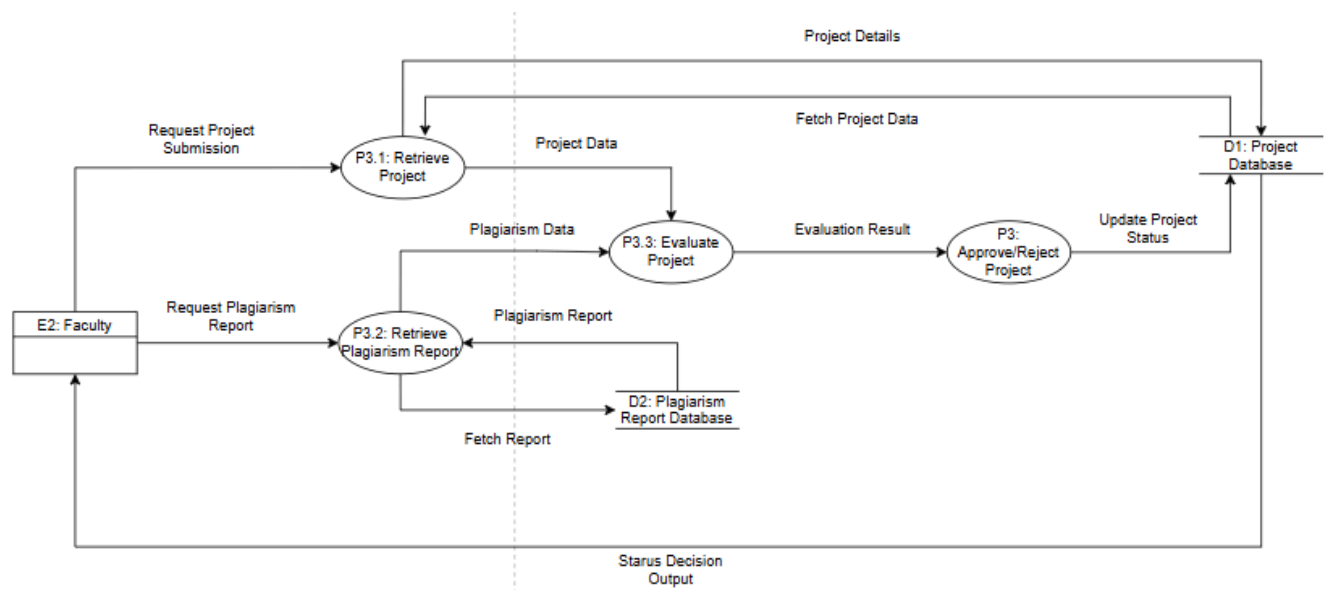 Project Details
Fetch Project Data
Request Project
Submission
Project Data
P3.1: Retrieve
Project
D1: Project
Database
Plagiarism Data
P3.3: Evaluate
Project
Evaluation Result
P3:
Approve/Reject
Project
Update Project
Status
E2: Faculty
Request Plagiarism
Report
P3.2: Retrieve
Plagiarism Report
Plagiarism Report
D2: Plagiarism
Report Database
Fetch Report
Starus Decision
Output